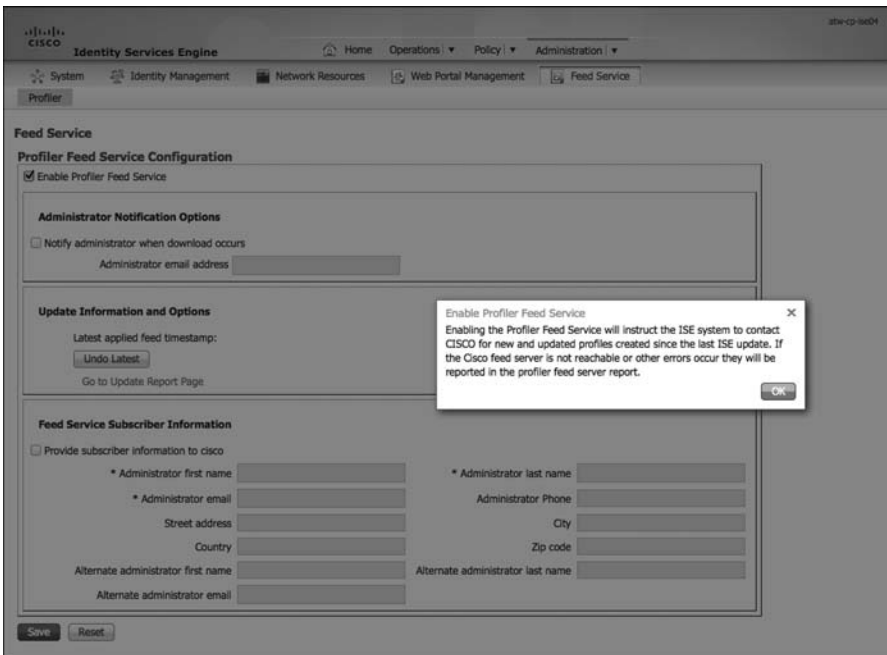 atw-cp-ise04
CISCO
Identity Services Engine
Home Operations Policy Administration
System Identity Management Network Resources Web Portal Management Feed Service
Profiler
Feed Service
Profiler Feed Service Configuration
Enable Profiler Feed Service
Administrator Notification Options
Notify administrator when download occurs
Administrator email address
Update Information and Options
Latest applied feed timestamp:
Undo Latest
Go to Update Report Page
Enable Profiler Feed Service
Enabling the Profiler Feed Service will instruct the ISE system to contact
CISCO for new and updated profiles created since the last ISE update. If
the Cisco feed server is not reachable or other errors occur they will be
reported in the profiler feed server report.
OK
Feed Service Subscriber Information
Provide subscriber information to cisco
* Administrator first name * Administrator last name
* Administrator email Administrator Phone
Street address City
Country Zip code
Alternate administrator first name Alternate administrator last name
Alternate administrator email
Save Reset